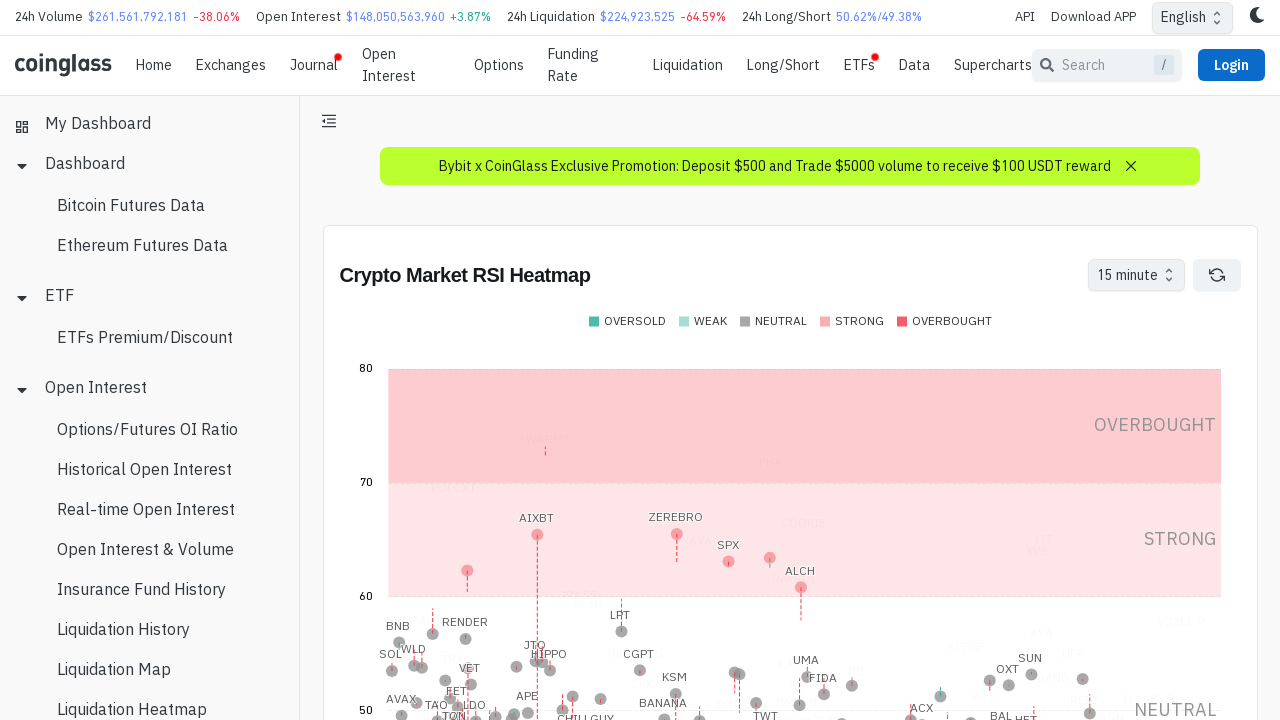 24h Volume $261,561,792,181 -38.06% Open Interest $148,050,563,960 +3.87% 24h Liquidation $224,923,525 -64.59% 24h Long/Short 50.62%/49.38% API Download APP English
coinglass Home Exchanges Journal Open Interest Options Funding Rate Liquidation Long/Short ETFs Data Supercharts Search / Login
My Dashboard
Dashboard
Bitcoin Futures Data
Ethereum Futures Data
ETF
ETFs Premium/Discount
Open Interest
Options/Futures OI Ratio
Historical Open Interest
Real-time Open Interest
Open Interest & Volume
Insurance Fund History
Liquidation History
Liquidation Map
Liquidation Heatmap
Bybit x CoinGlass Exclusive Promotion: Deposit $500 and Trade $5000 volume to receive $100 USDT reward
Crypto Market RSI Heatmap 15 minute
OVERSOLD WEAK NEUTRAL STRONG OVERBOUGHT
80
OVERBOUGHT
70
AIXBT ZEREBRO
STRONG
SPX
ALCH
60
LPT
BNB RENDER
JTO
SOL WLD HIPPO CGPT SUN
UMA
VET OXT
KSM FIDA
FET
AVAX APE
TAO LDO BANANA
ACX
50 NEUTRAL
TON CHILLGUY TWT BAL HFT